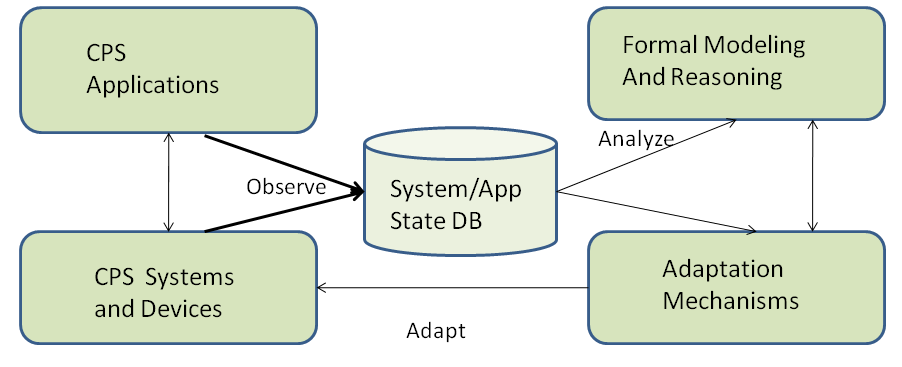 CPS
Applications
Formal Modeling
And Reasoning
Analyze
Observe
System/App
State DB
CPS  Systems
and Devices
Adaptation
Mechanisms
Adapt